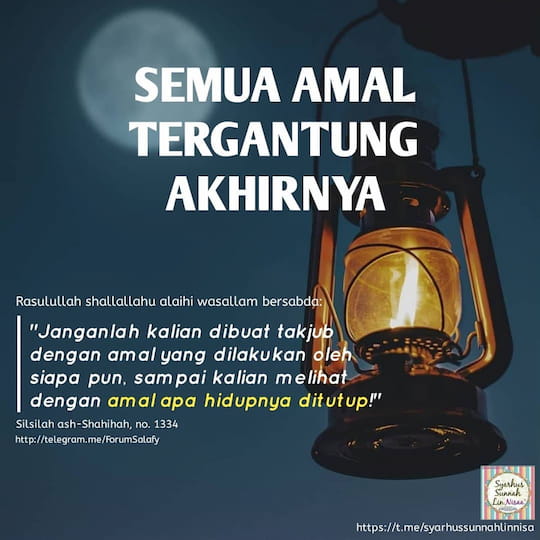 SEMUA AMAL
TERGANTUNG
AKHIRNYA
Rasulullah shallallahu alaihi wasallam bersabda:
"Janganlah kalian dibuat takjub
dengan amal yang dilakukan oleh
siapa pun, sampai kalian melihat
dengan amal apa hidupnya ditutup!"
Silsilah ash-Shahihah, no. 1334
http://telegram.me/ForumSalafy
Syarhus
Sunnah
Lin Nisaa'
https://t.me/syarhussunnahlinnisa